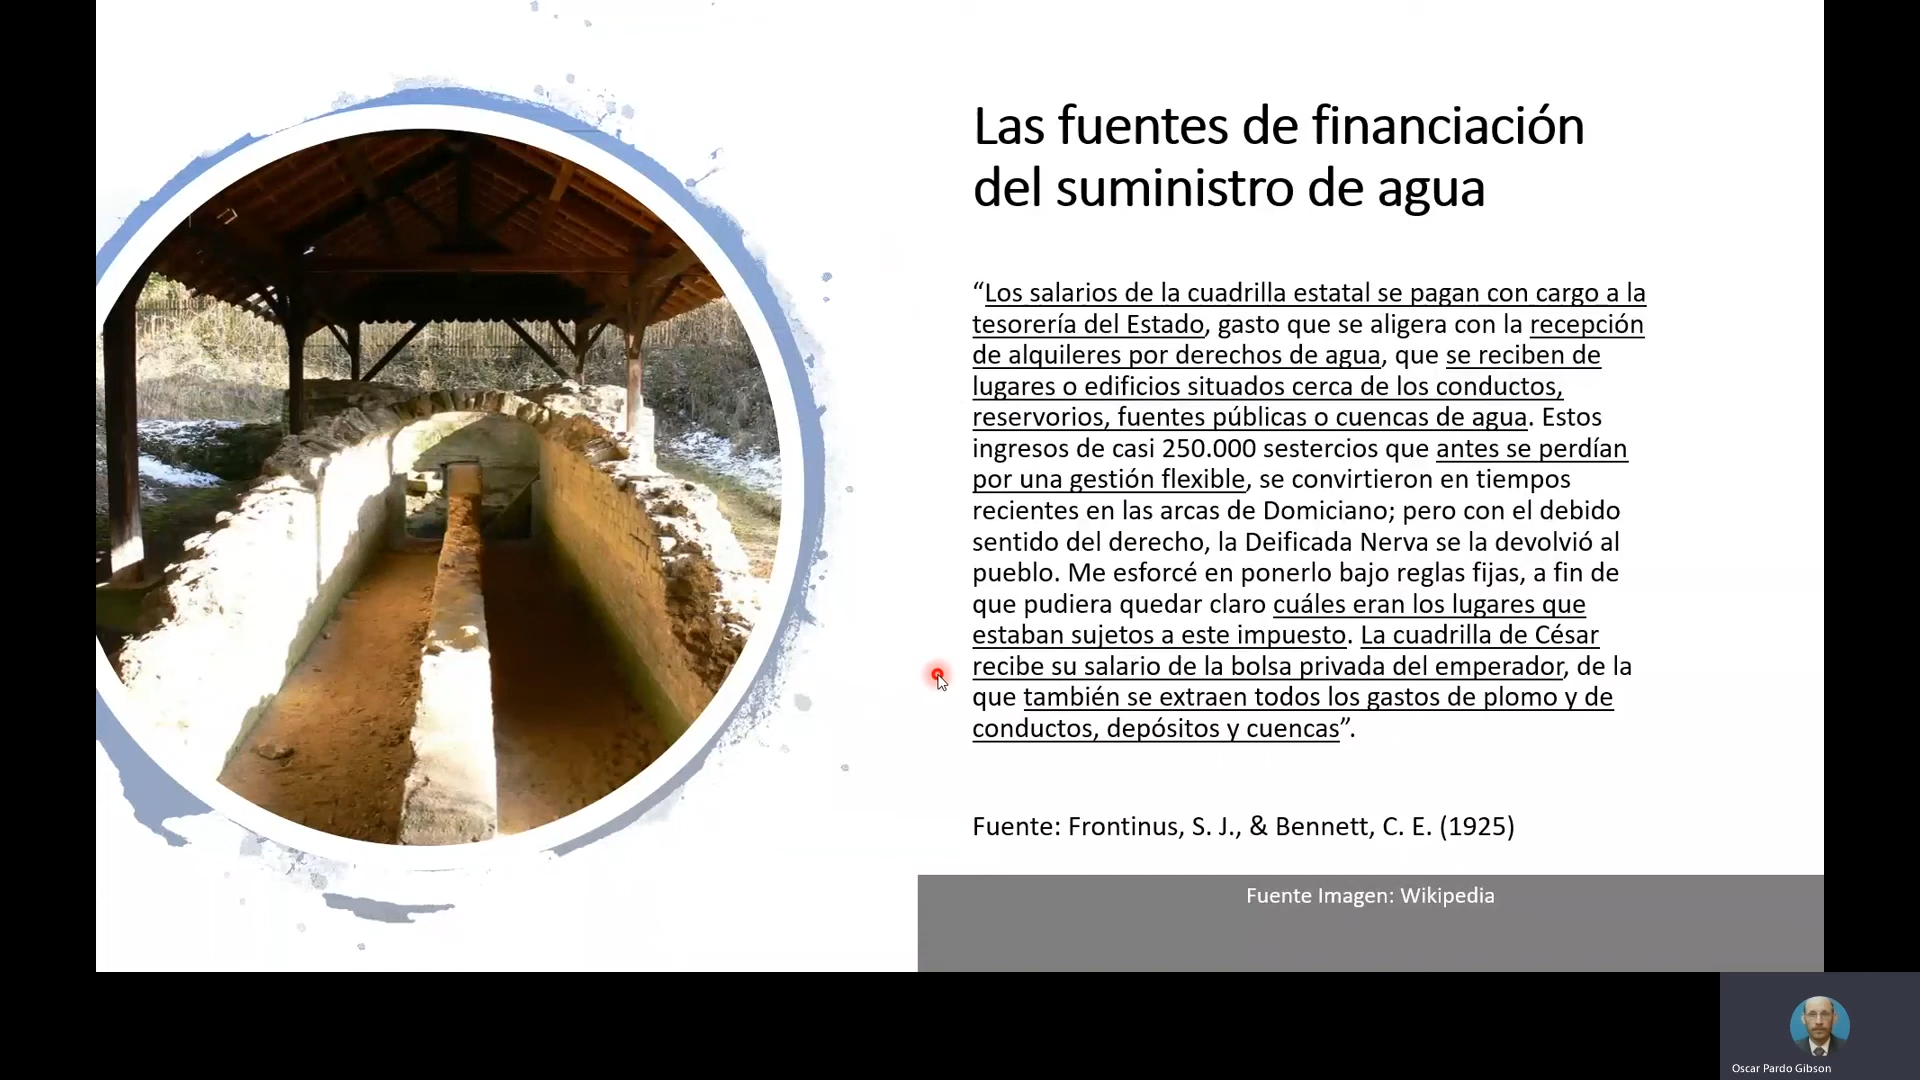 Las fuentes de financiación
del suministro de agua
“Los salarios de la cuadrilla estatal se pagan con cargo a la
tesorería del Estado, gasto que se aligera con la recepción
de alquileres por derechos de agua, que se reciben de
lugares o edificios situados cerca de los conductos,
reservorios, fuentes públicas o cuencas de agua. Estos
ingresos de casi 250.000 sestercios que antes se perdían
por una gestión flexible, se convirtieron en tiempos
recientes en las arcas de Domiciano; pero con el debido
sentido del derecho, la Deificada Nerva se la devolvió al
pueblo. Me esforcé en ponerlo bajo reglas fijas, a fin de
que pudiera quedar claro cuáles eran los lugares que
estaban sujetos a este impuesto. La cuadrilla de César
recibe su salario de la bolsa privada del emperador, de la
que también se extraen todos los gastos de plomo y de
conductos, depósitos y cuencas”.
Fuente: Frontinus, S. J., & Bennett, C. E. (1925)
Fuente Imagen: Wikipedia
Oscar Pardo Gibson